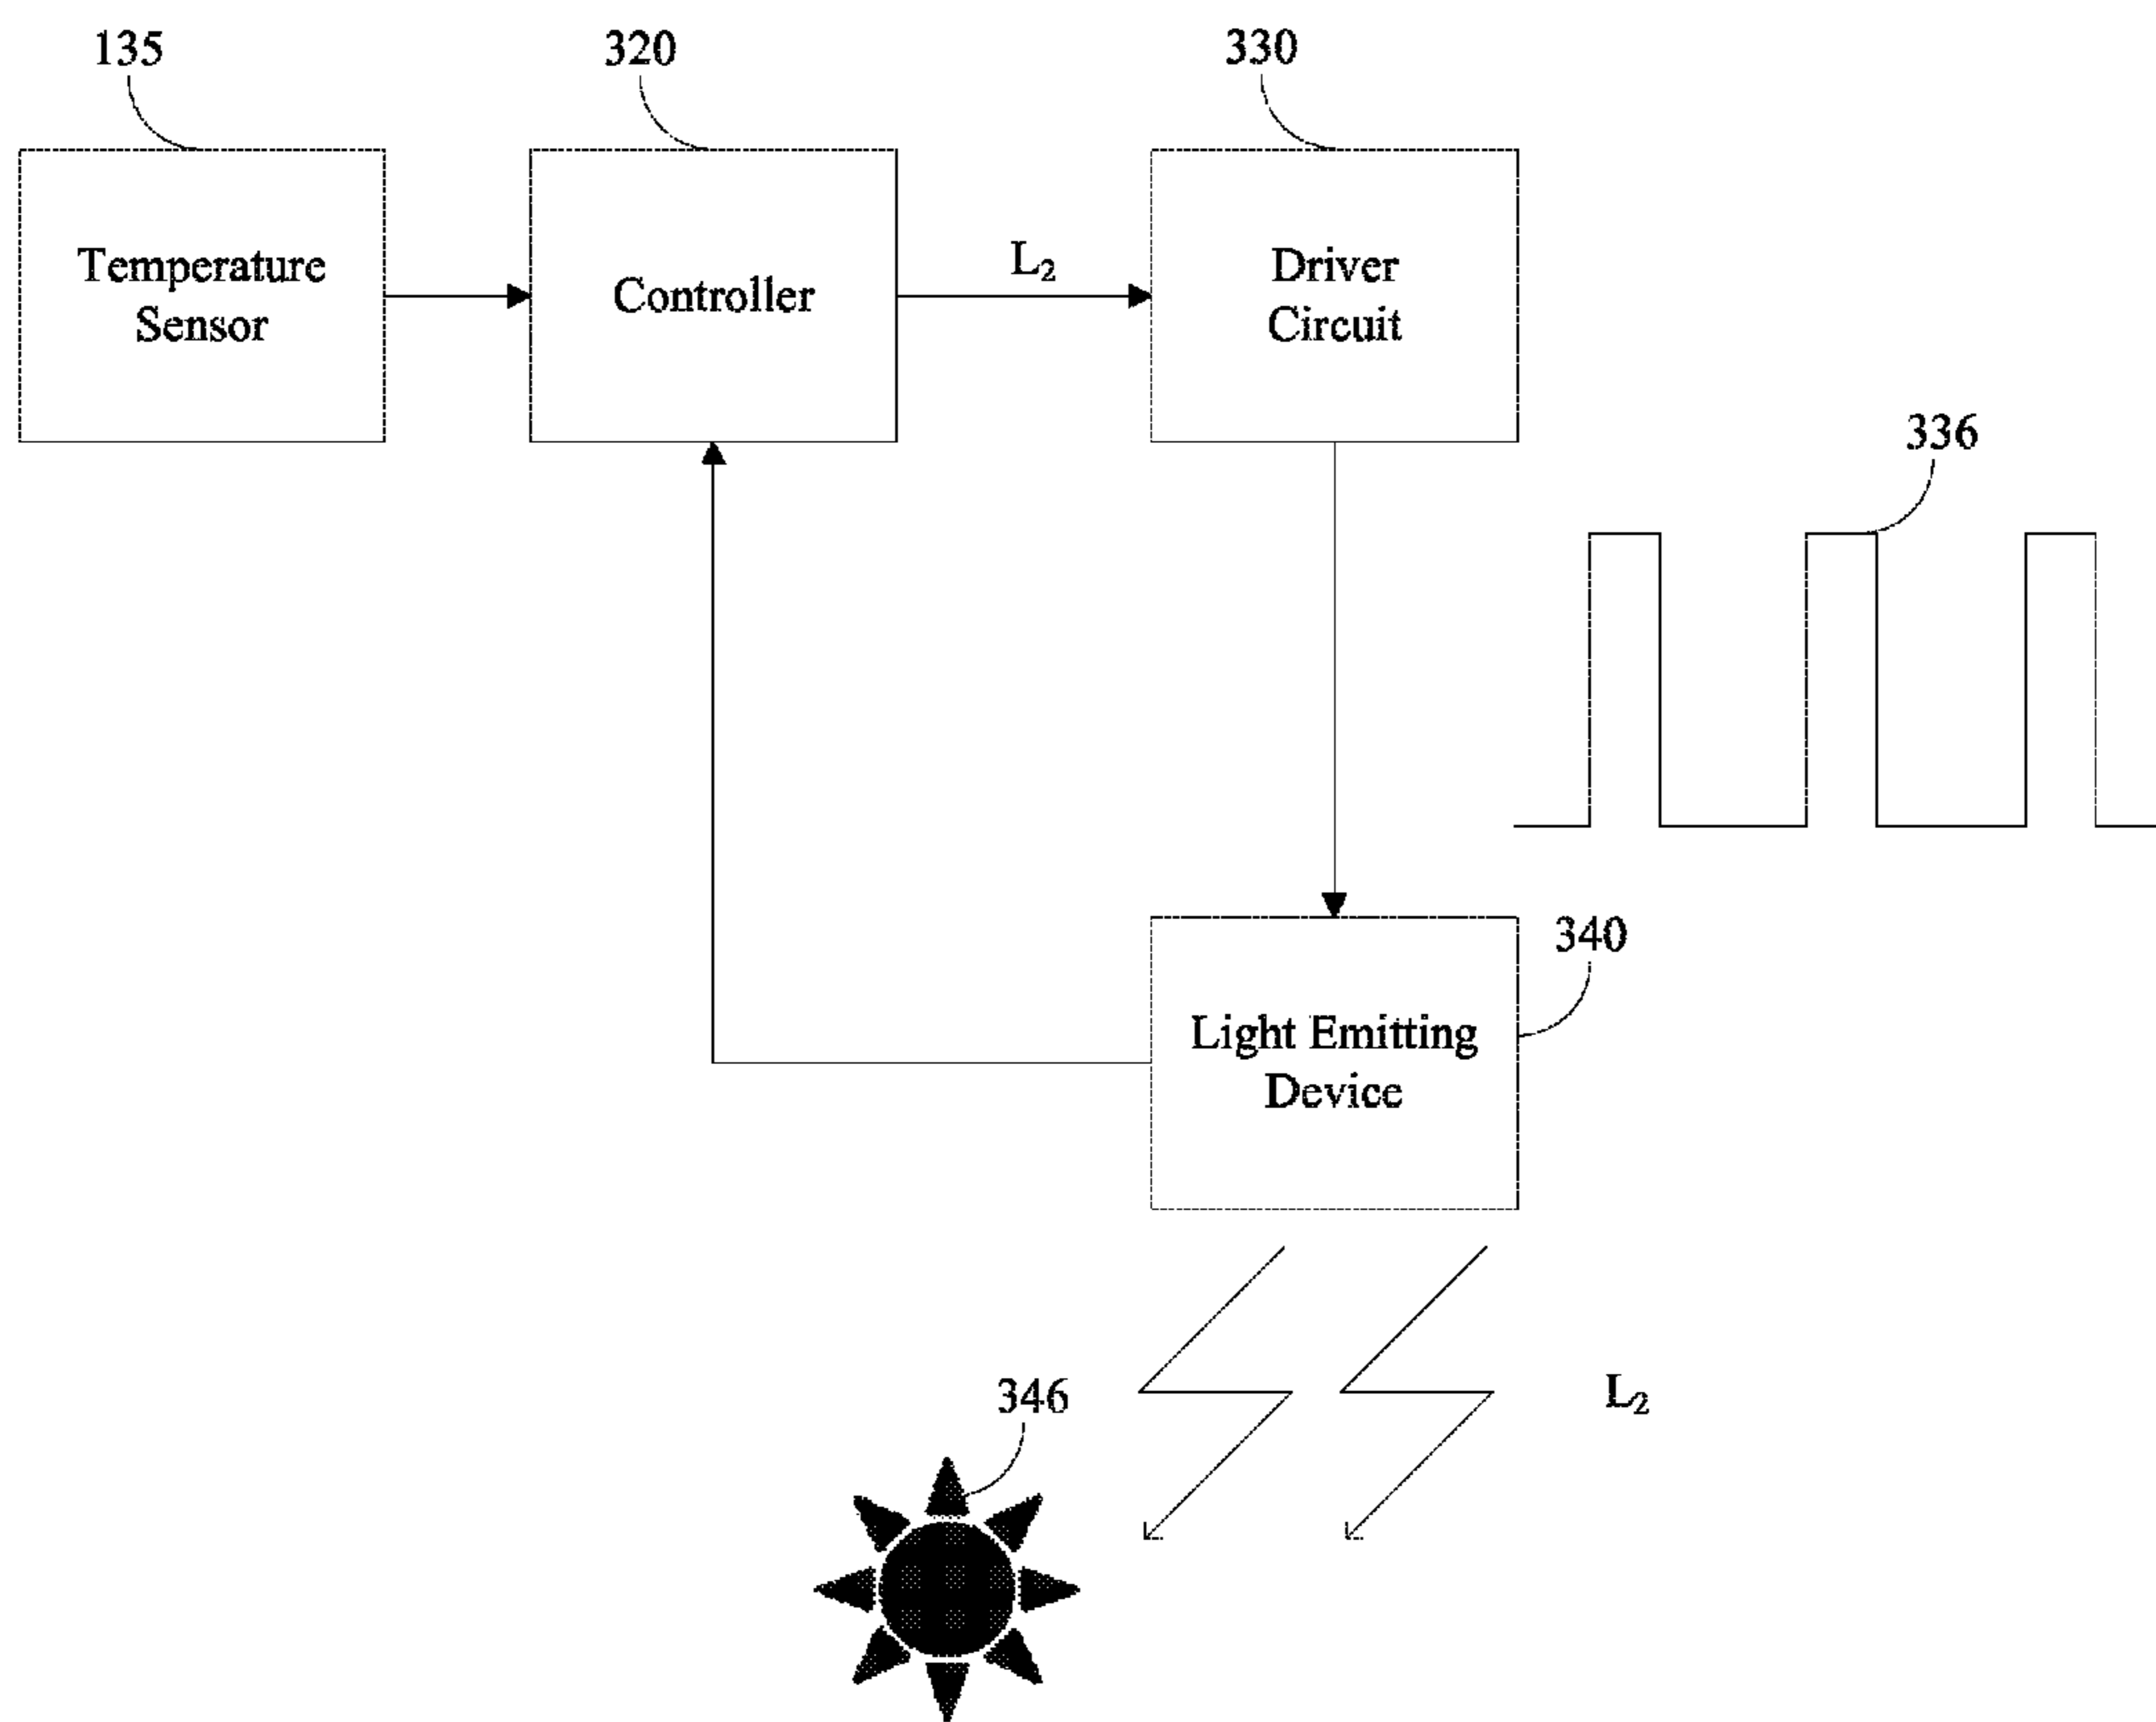 135
320
330
Temperature
Sensor
Controller
L₂
Driver
Circuit
336
340
Light Emitting
Device
346
L₂